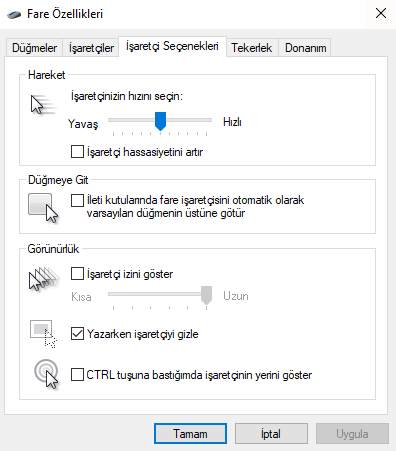 Fare Özellikleri
Düğmeler
İşaretçiler
İşaretçi Seçenekleri
Tekerlek
Donanım
Hareket
İşaretçinizin hızını seçin:
Yavaş
Hızlı
İşaretçi hassasiyetini artır
Düğmeye Git
İleti kutularında fare işaretçisini otomatik olarak
varsayılan düğmenin üstüne götür
Görünürlük
İşaretçi izini göster
Kısa
Uzun
Yazarken işaretçiyi gizle
CTRL tuşuna bastığımda işaretçinin yerini göster
Tamam
İptal
Uygula